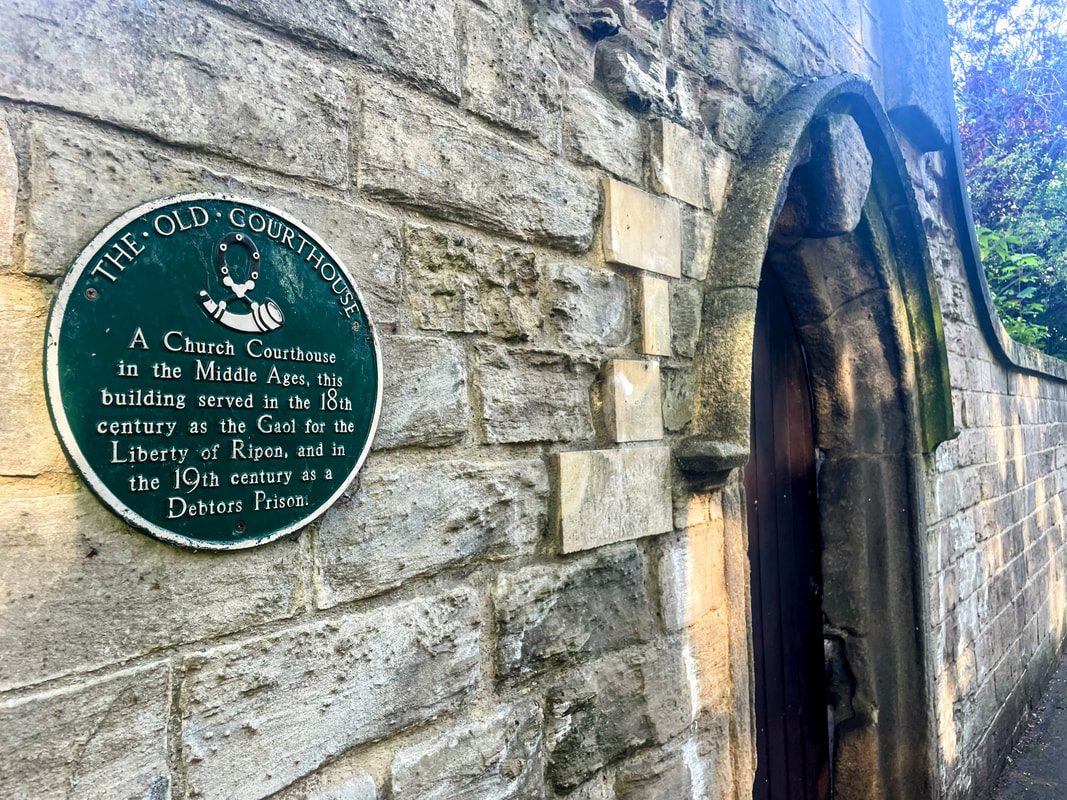 THE · OLD · COURTHOUSE
A Church Courthouse
in the Middle Ages, this
building served in the 18th
century as the Gaol for the
Liberty of Ripon, and in
the 19th century as a
Debtors Prison.